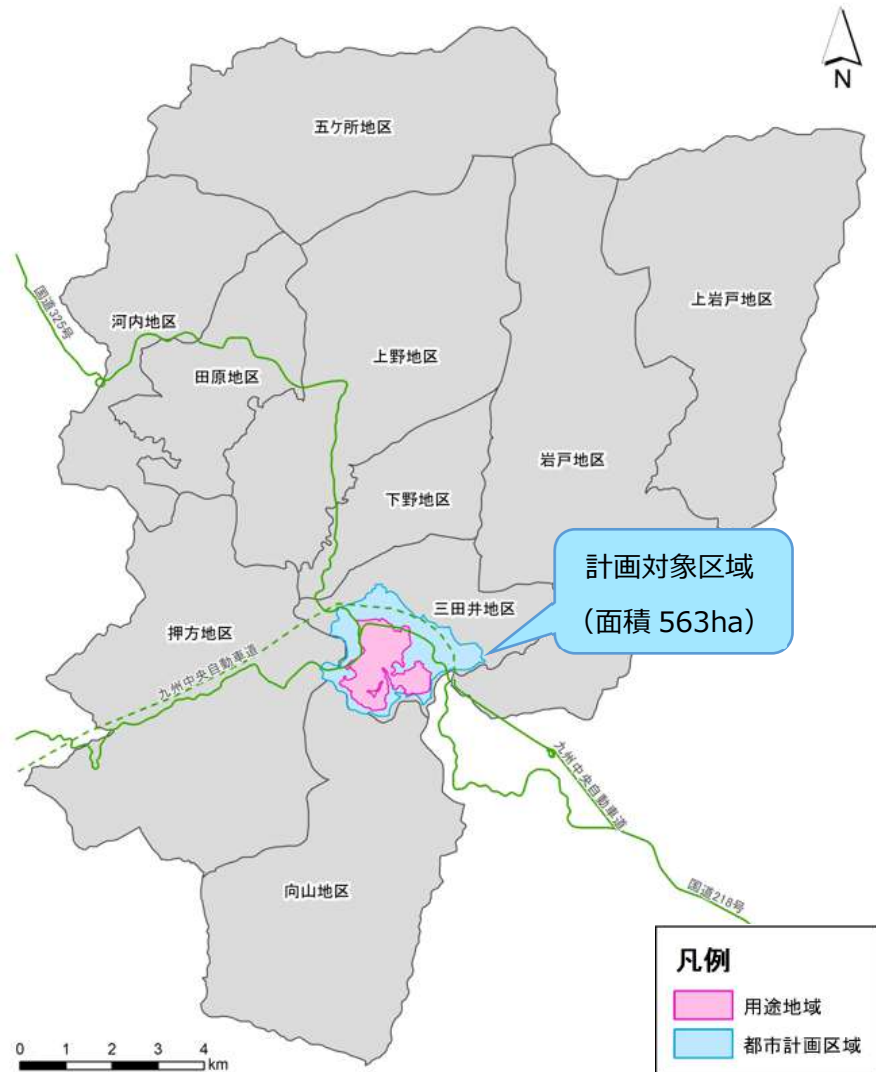 N
五ケ所地区
国道325号
河内地区
上岩戸地区
上野地区
田原地区
岩戸地区
下野地区
計画対象区域
（面積 563ha）
三田井地区
押方地区
九州中央自動車道
九州中央自動車道
向山地区
国道218号
凡例
用途地域
都市計画区域
0 1 2 3 4
km